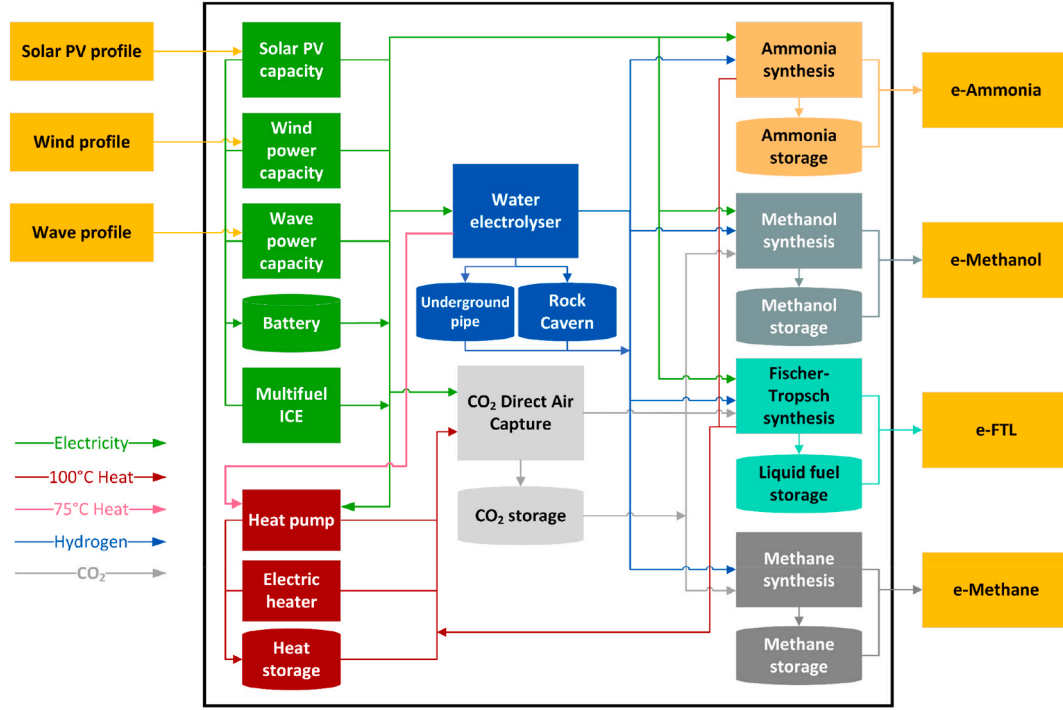 Solar PV profile
Wind profile
Wave profile
Solar PV
capacity
Wind
power
capacity
Wave
power
capacity
Battery
Multifuel
ICE
Electricity
100°C Heat
75°C Heat
Hydrogen
CO₂
Heat pump
Electric
heater
Heat
storage
Water
electrolyser
Underground
pipe
Rock
Cavern
CO₂ Direct Air
Capture
CO₂ storage
Ammonia
synthesis
Ammonia
storage
Methanol
synthesis
Methanol
storage
Fischer-
Tropsch
synthesis
Liquid fuel
storage
Methane
synthesis
Methane
storage
e-Ammonia
e-Methanol
e-FTL
e-Methane